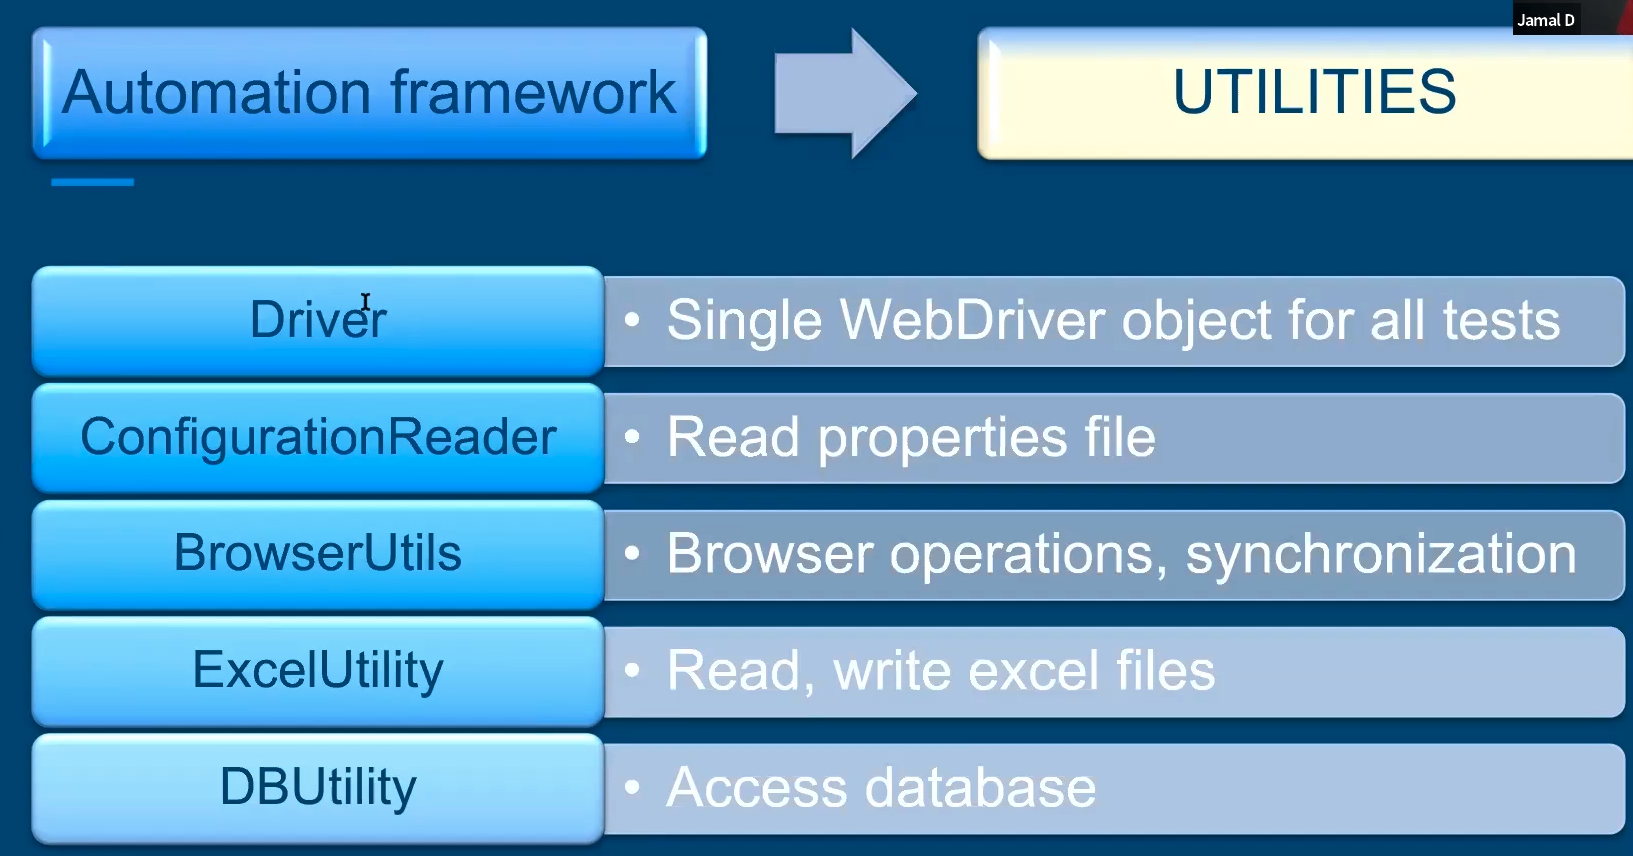 Jamal D
Automation framework
UTILITIES
Driver
• Single WebDriver object for all tests
ConfigurationReader
• Read properties file
BrowserUtils
• Browser operations, synchronization
ExcelUtility
• Read, write excel files
DBUtility
• Access database